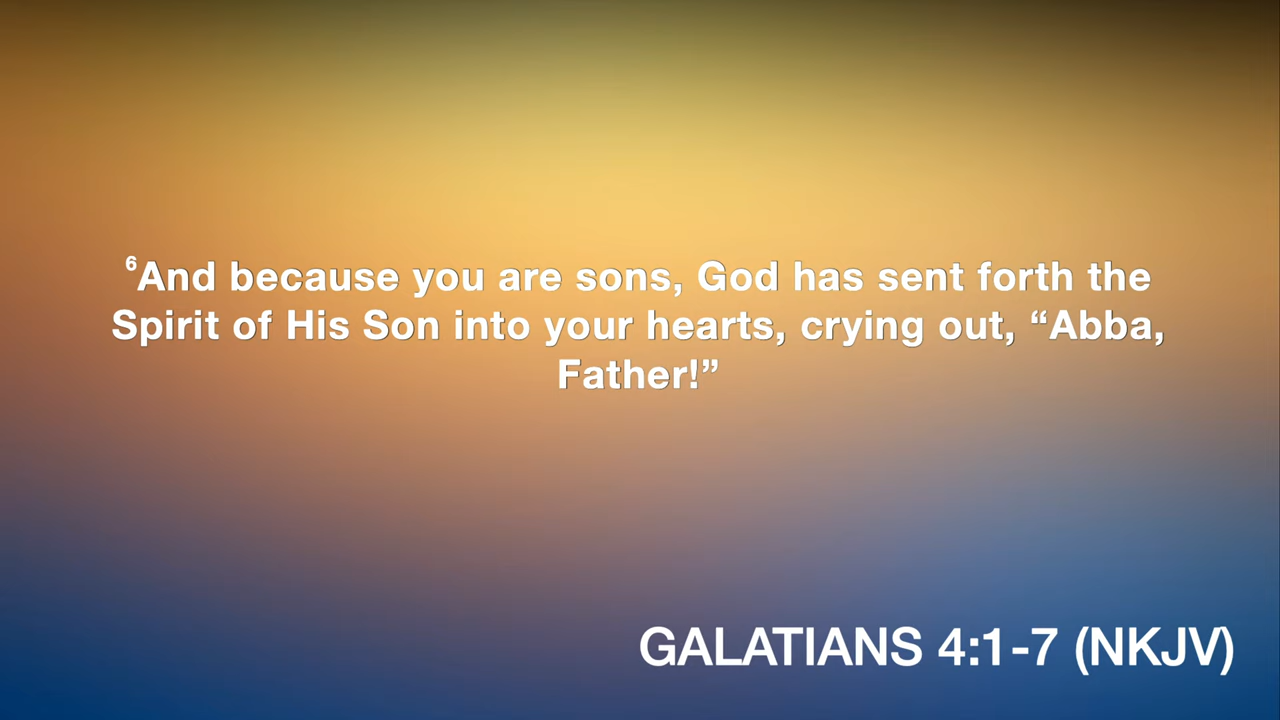 ⁶And because you are sons, God has sent forth the
Spirit of His Son into your hearts, crying out, “Abba,
Father!”
GALATIANS 4:1-7 (NKJV)